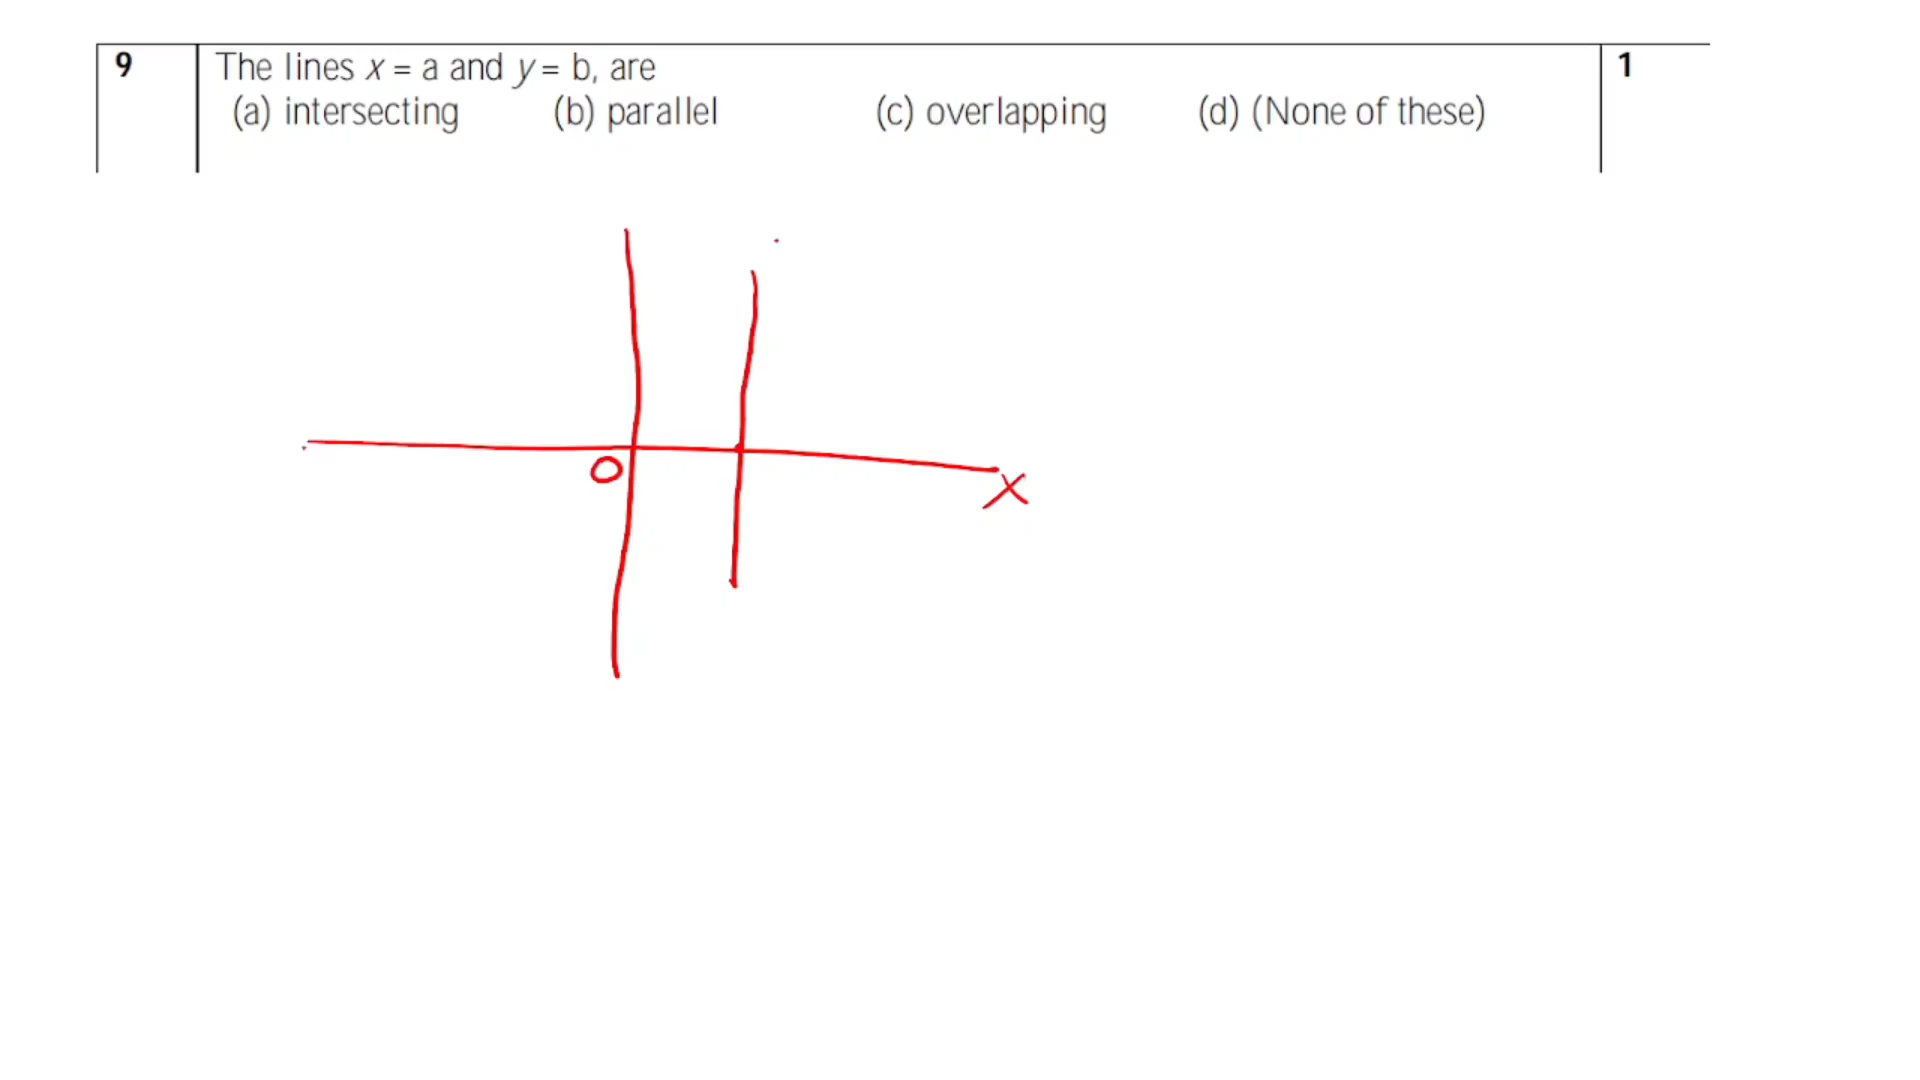 9 The lines x = a and y = b, are 1
(a) intersecting (b) parallel (c) overlapping (d) (None of these)
O
X